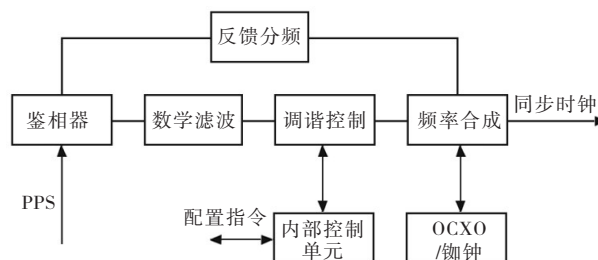 反馈分频
鉴相器
数学滤波
调谐控制
频率合成
同步时钟
PPS
配置指令
内部控制
单元
OCXO
/铷钟